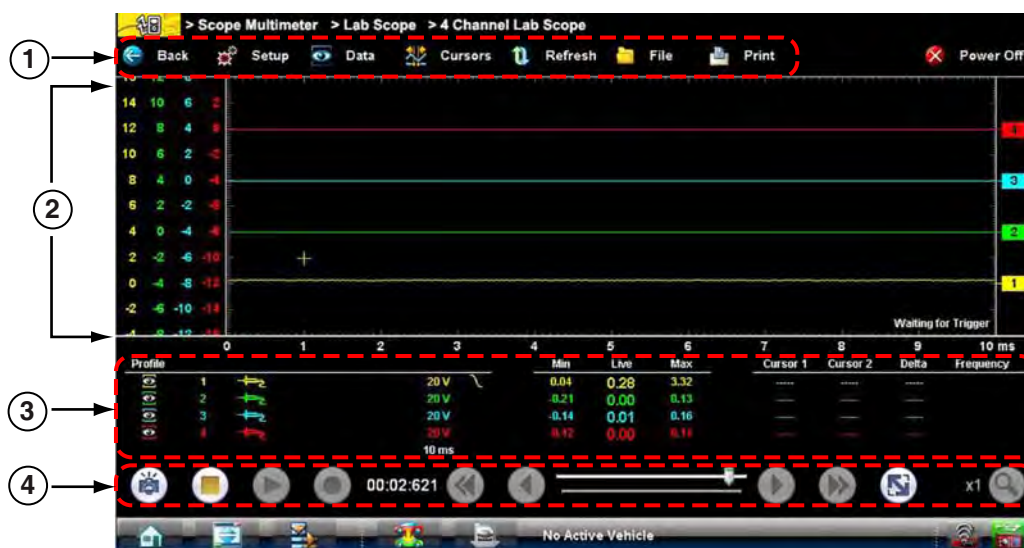 > Scope Multimeter > Lab Scope > 4 Channel Lab Scope
1
Back Setup Data Cursors Refresh File Print Power Off
14 10 6 2
12 8 4
4
10 6 2 -2
8 4 0 -4
3
6 2 -2
2
4 0 -4
2
2 -2 -6 -10
0 -4 -8 -12
1
-2 -6 -10 -14
Waiting for Trigger
0 1 2 3 4 5 6 7 8 9 10 ms
Profile Min Live Max Cursor 1 Cursor 2 Delta Frequency
1 20 V 0.04 0.28 3.32 ----- ----- -----
2 20 V -0.21 0.00 0.13
3
3 20 V -0.14 0.01 0.16
4 20 V 0.00
10 ms
4
00:02:621 x1
No Active Vehicle